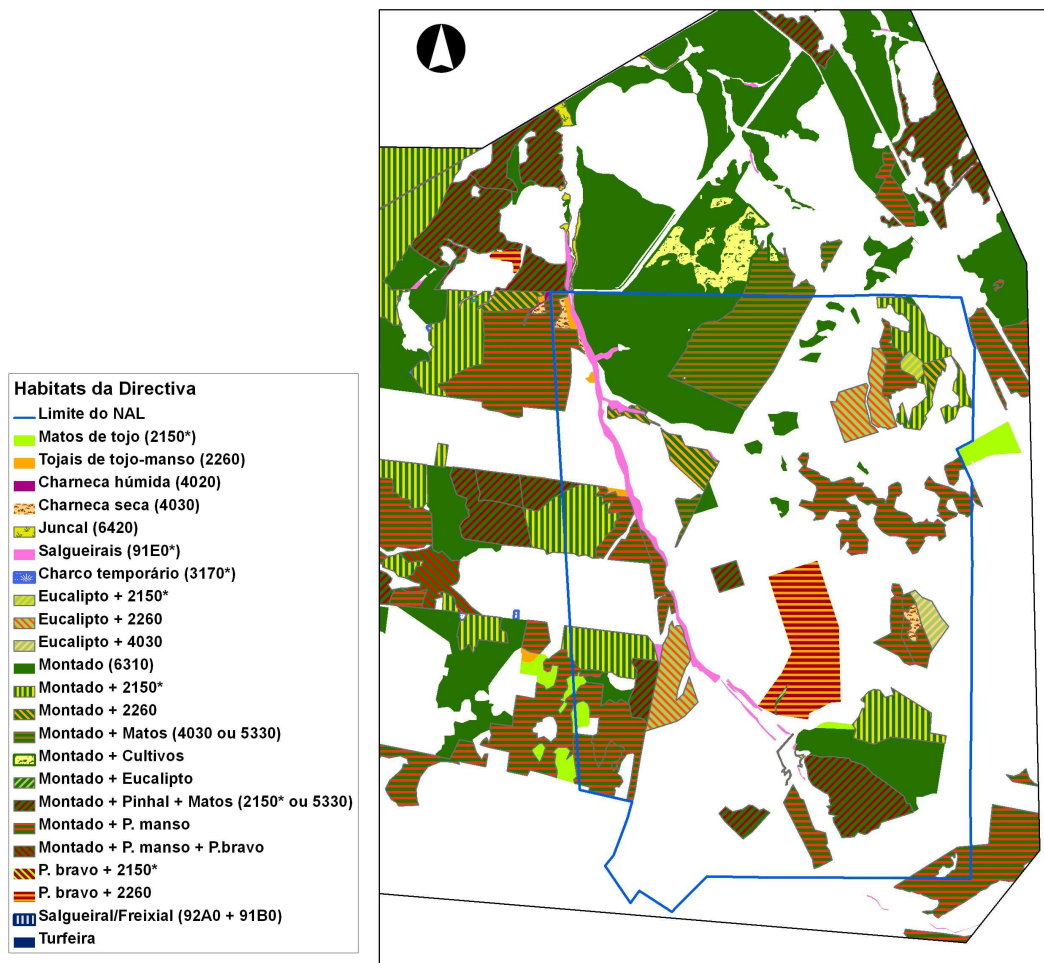 Habitats da Directiva
Limite do NAL
Matos de tojo (2150*)
Tojais de tojo-manso (2260)
Charneca húmida (4020)
Charneca seca (4030)
Juncal (6420)
Salgueirais (91E0*)
Charco temporário (3170*)
Eucalipto + 2150*
Eucalipto + 2260
Eucalipto + 4030
Montado (6310)
Montado + 2150*
Montado + 2260
Montado + Matos (4030 ou 5330)
Montado + Cultivos
Montado + Eucalipto
Montado + Pinhal + Matos (2150* ou 5330)
Montado + P. manso
Montado + P. manso + P.bravo
P. bravo + 2150*
P. bravo + 2260
Salgueiral/Freixial (92A0 + 91B0)
Turfeira